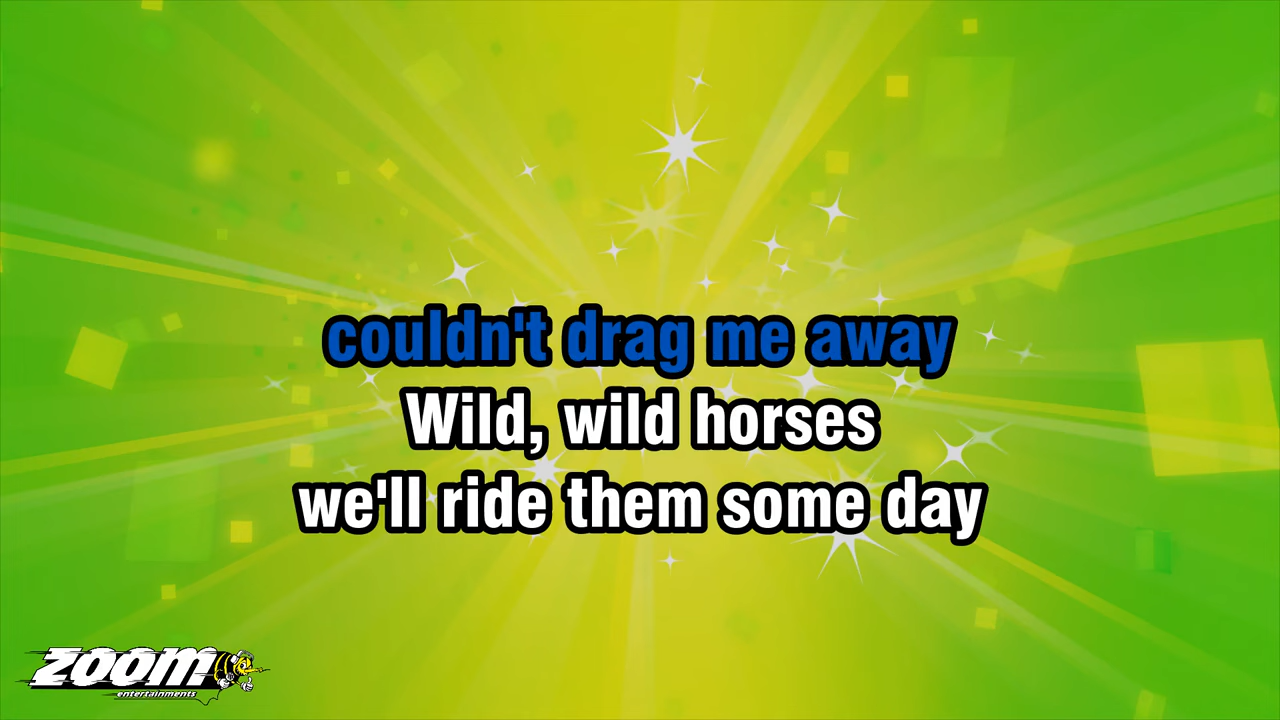 couldn't drag me away
Wild, wild horses
we'll ride them some day
ZOOM
entertainments